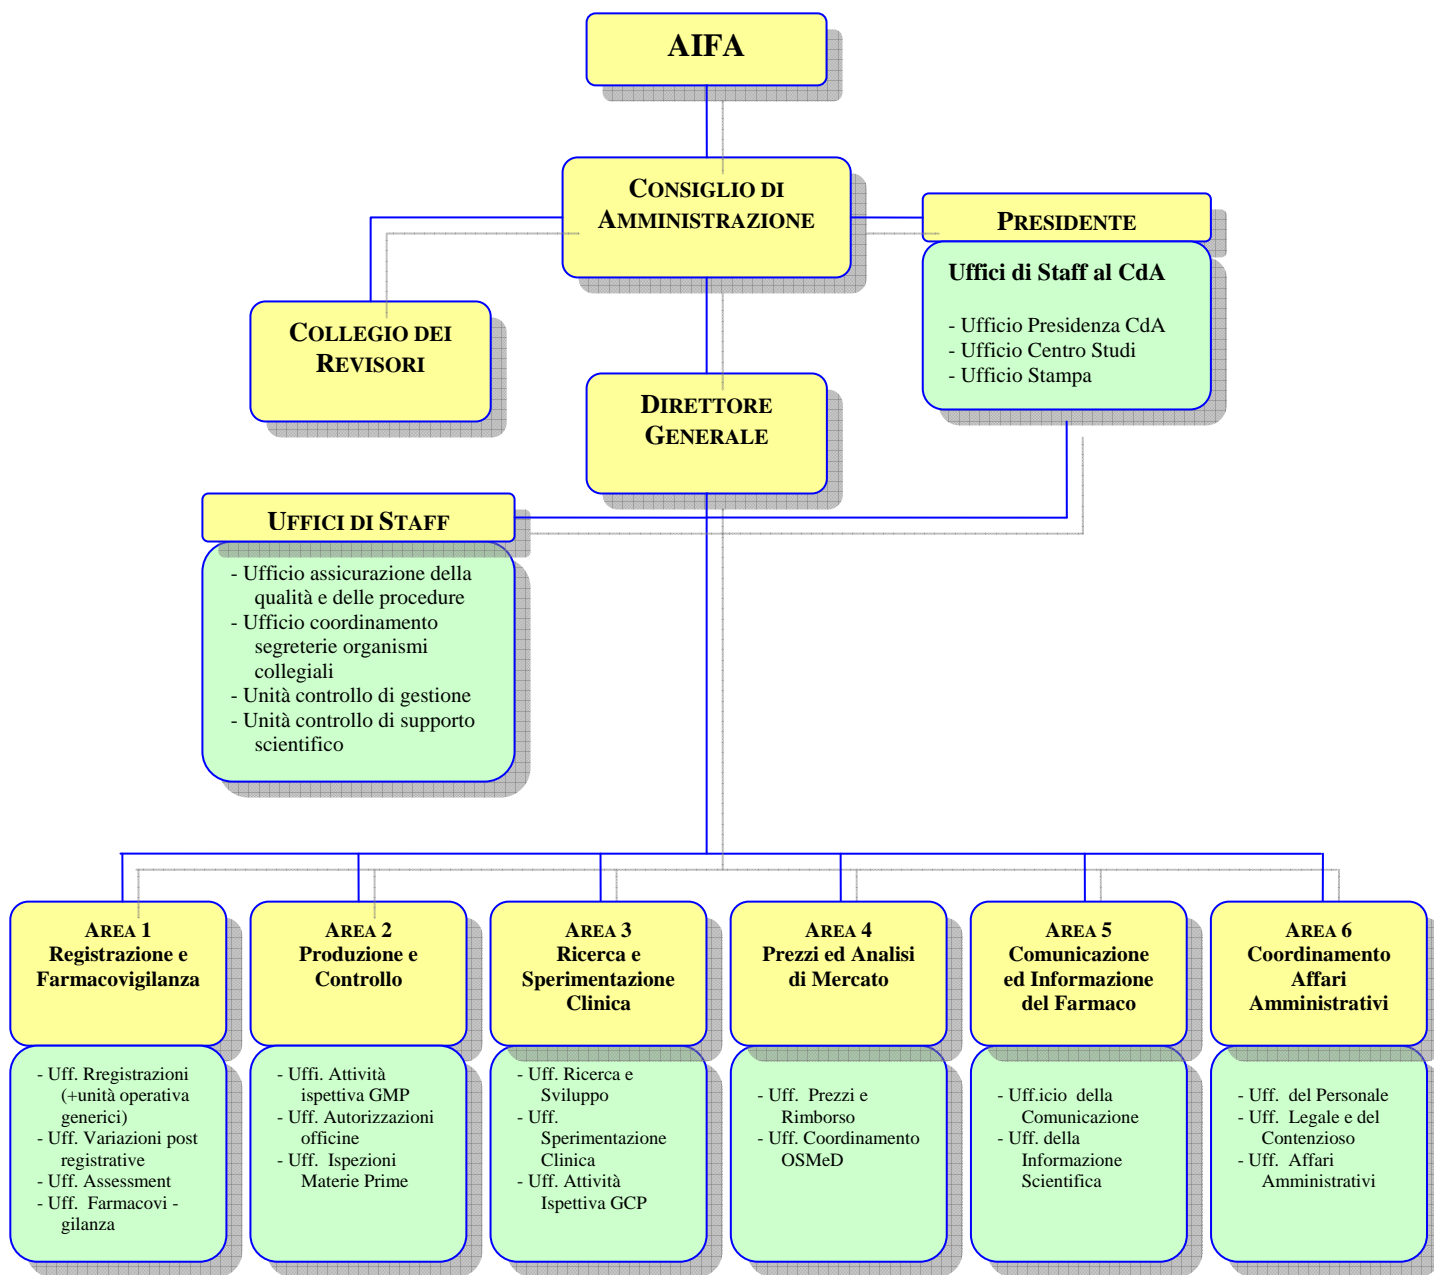 AIFA
CONSIGLIO DI
AMMINISTRAZIONE
PRESIDENTE
Uffici di Staff al CdA
- Ufficio Presidenza CdA
- Ufficio Centro Studi
- Ufficio Stampa
COLLEGIO DEI
REVISORI
DIRETTORE
GENERALE
UFFICI DI STAFF
- Ufficio assicurazione della
qualità e delle procedure
- Ufficio coordinamento
segreterie organismi
collegiali
- Unità controllo di gestione
- Unità controllo di supporto
scientifico
AREA 1
Registrazione e
Farmacovigilanza
- Uff. Rregistrazioni
(+unità operativa
generici)
- Uff. Variazioni post
registrative
- Uff. Assessment
- Uff. Farmacovi -
gilanza
AREA 2
Produzione e
Controllo
- Uffi. Attività
ispettiva GMP
- Uff. Autorizzazioni
officine
- Uff. Ispezioni
Materie Prime
AREA 3
Ricerca e
Sperimentazione
Clinica
- Uff. Ricerca e
Sviluppo
- Uff.
Sperimentazione
Clinica
- Uff. Attività
Ispettiva GCP
AREA 4
Prezzi ed Analisi
di Mercato
- Uff. Prezzi e
Rimborso
- Uff. Coordinamento
OSMeD
AREA 5
Comunicazione
ed Informazione
del Farmaco
- Uff.icio della
Comunicazione
- Uff. della
Informazione
Scientifica
AREA 6
Coordinamento
Affari
Amministrativi
- Uff. del Personale
- Uff. Legale e del
Contenzioso
- Uff. Affari
Amministrativi